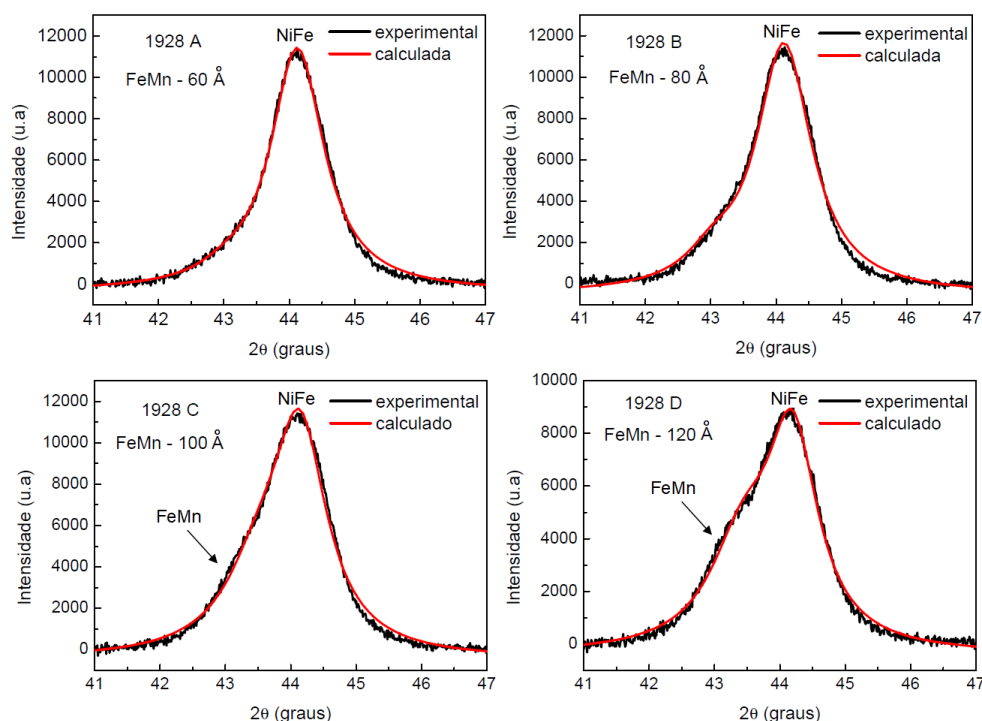 1928 A
NiFe
experimental
calculada
FeMn - 60 Å
Intensidade (u.a)
12000
10000
8000
6000
4000
2000
0
41 42 43 44 45 46 47
2θ (graus)
1928 B
NiFe
experimental
calculada
FeMn - 80 Å
Intensidade (u.a)
12000
10000
8000
6000
4000
2000
0
41 42 43 44 45 46 47
2θ (graus)
1928 C
NiFe
experimental
calculado
FeMn - 100 Å
FeMn
Intensidade (u.a)
12000
10000
8000
6000
4000
2000
0
41 42 43 44 45 46 47
2θ (graus)
1928 D
NiFe
experimental
calculado
FeMn - 120 Å
FeMn
Intensidade (u.a)
10000
8000
6000
4000
2000
0
41 42 43 44 45 46 47
2θ (graus)